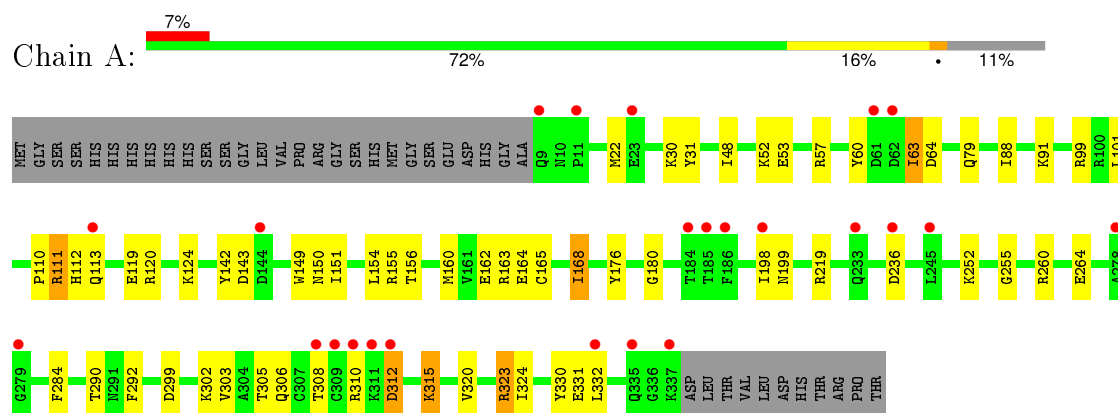 7%
Chain A:
72% 16% • 11%
MET GLY SER SER HIS HIS HIS HIS HIS HIS SER SER GLY LEU VAL PRO ARG GLY SER HIS MET GLY SER GLU ASP HIS GLY ALA Q9 N10 P11 M22 E23 K30 Y31 I48 K52 E53 R57 Y60 D61 D62 I63 D64 Q79 I88 K91 R99 R100 L101
P110 R111 H112 Q113 E119 R120 K124 Y142 D143 D144 W149 N150 I151 L154 R155 T156 M160 V161 E162 R163 E164 C165 I168 Y176 G180 T184 T185 F186 I198 N199 R219 Q233 D236 L245 K252 G255 R260 E264 A278
G279 F284 T290 N291 F292 D299 K302 V303 A304 T305 Q306 C307 T308 C309 R310 K311 D312 K315 V320 R323 I324 Y330 E331 L332 Q335 G336 K337 ASP LEU THR VAL LEU ASP HIS THR ARG PRO THR